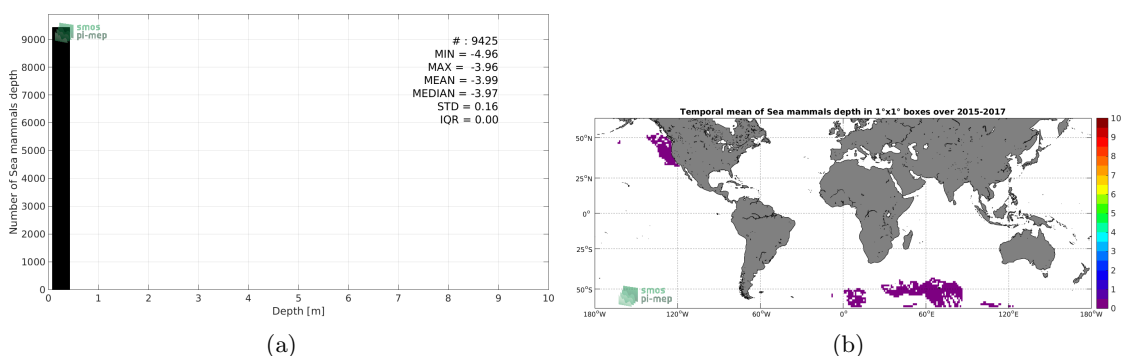 smos
pi-mep
# : 9425
MIN = -4.96
MAX = -3.96
MEAN = -3.99
MEDIAN = -3.97
STD = 0.16
IQR = 0.00
Number of Sea mammals depth
9000
8000
7000
6000
5000
4000
3000
2000
1000
0
0 1 2 3 4 5 6 7 8 9 10
Depth [m]
(a)
Temporal mean of Sea mammals depth in 1°x1° boxes over 2015-2017
50°N
25°N
0°
25°S
50°S
180°W 120°W 60°W 0° 60°E 120°E 180°W
10
9
8
7
6
5
4
3
2
1
0
smos
pi-mep
(b)